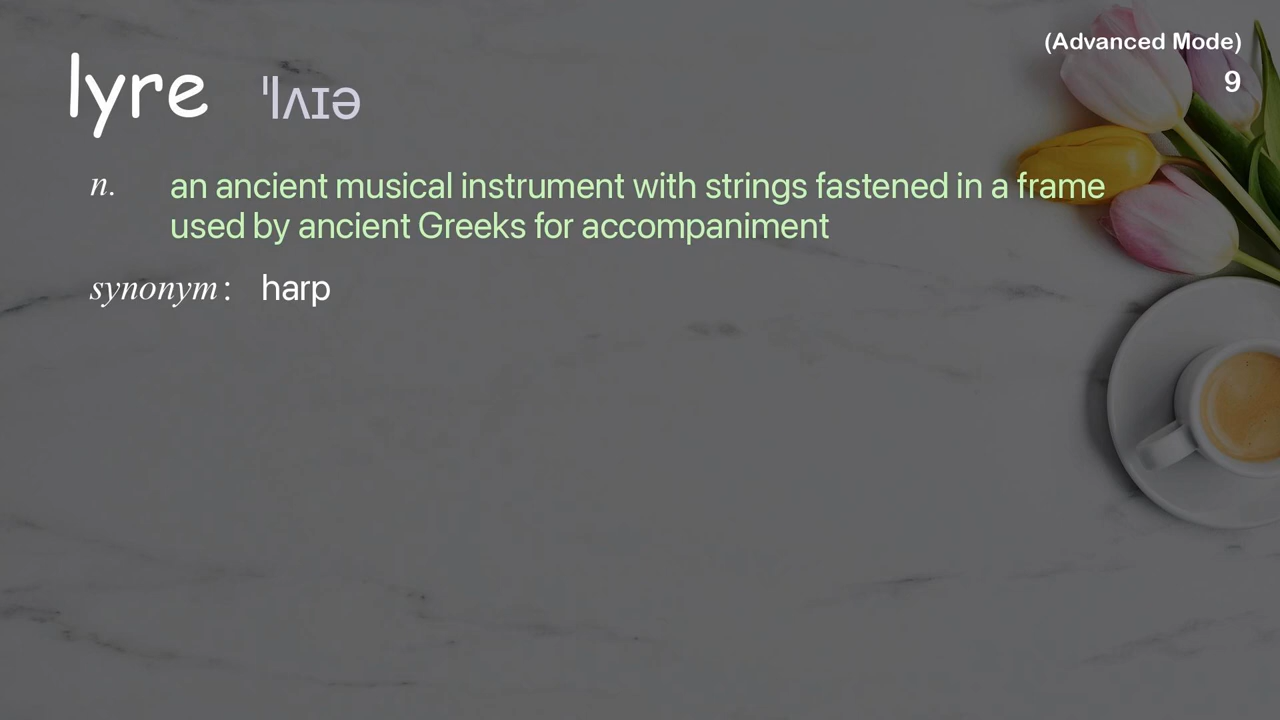 (Advanced Mode)
9
lyre ˈlʌɪə
n. an ancient musical instrument with strings fastened in a frame
used by ancient Greeks for accompaniment
synonym: harp